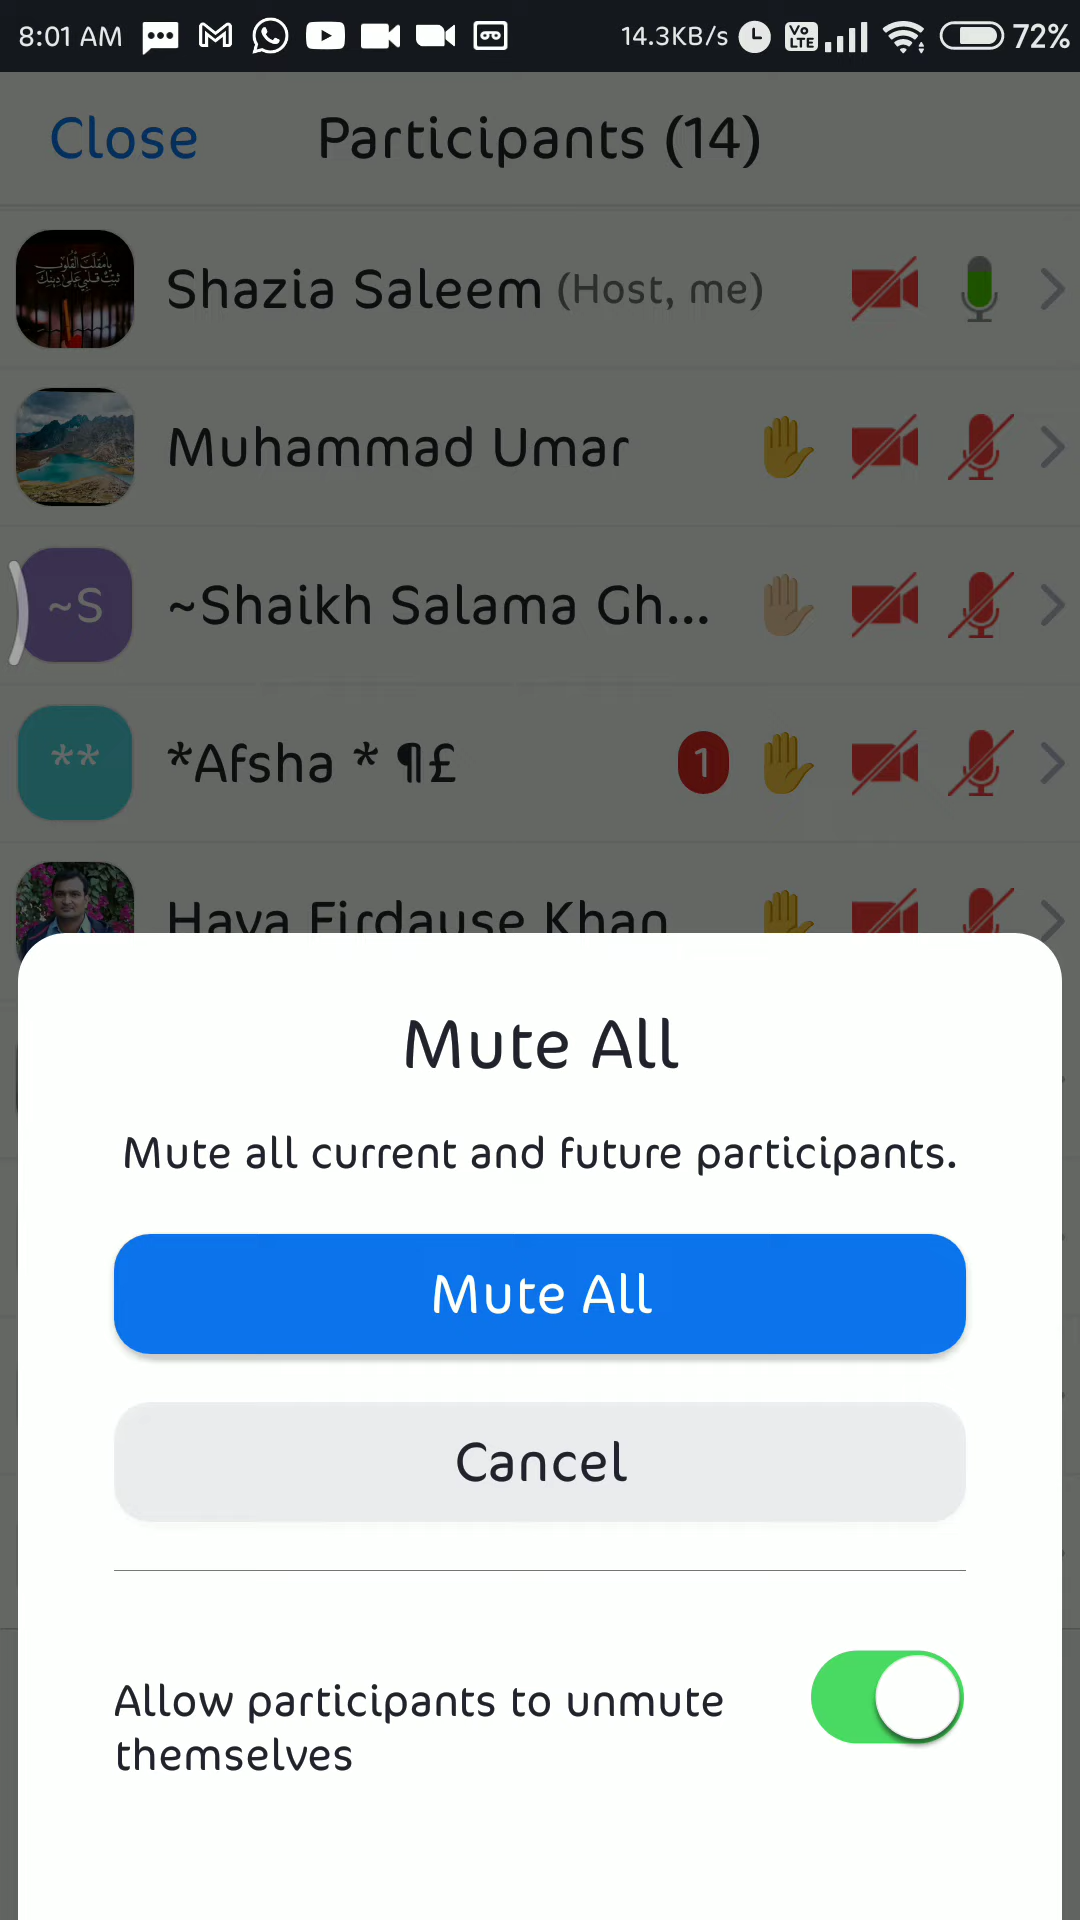 8:01 AM 14.3KB/s Vo LTE 72%
Close Participants (14)
Shazia Saleem (Host, me)
Muhammad Umar
~S ~Shaikh Salama Gh...
** *Afsha * ¶£ 1
Haya Firdause Khan
Mute All
Mute all current and future participants.
Mute All
Cancel
Allow participants to unmute
themselves